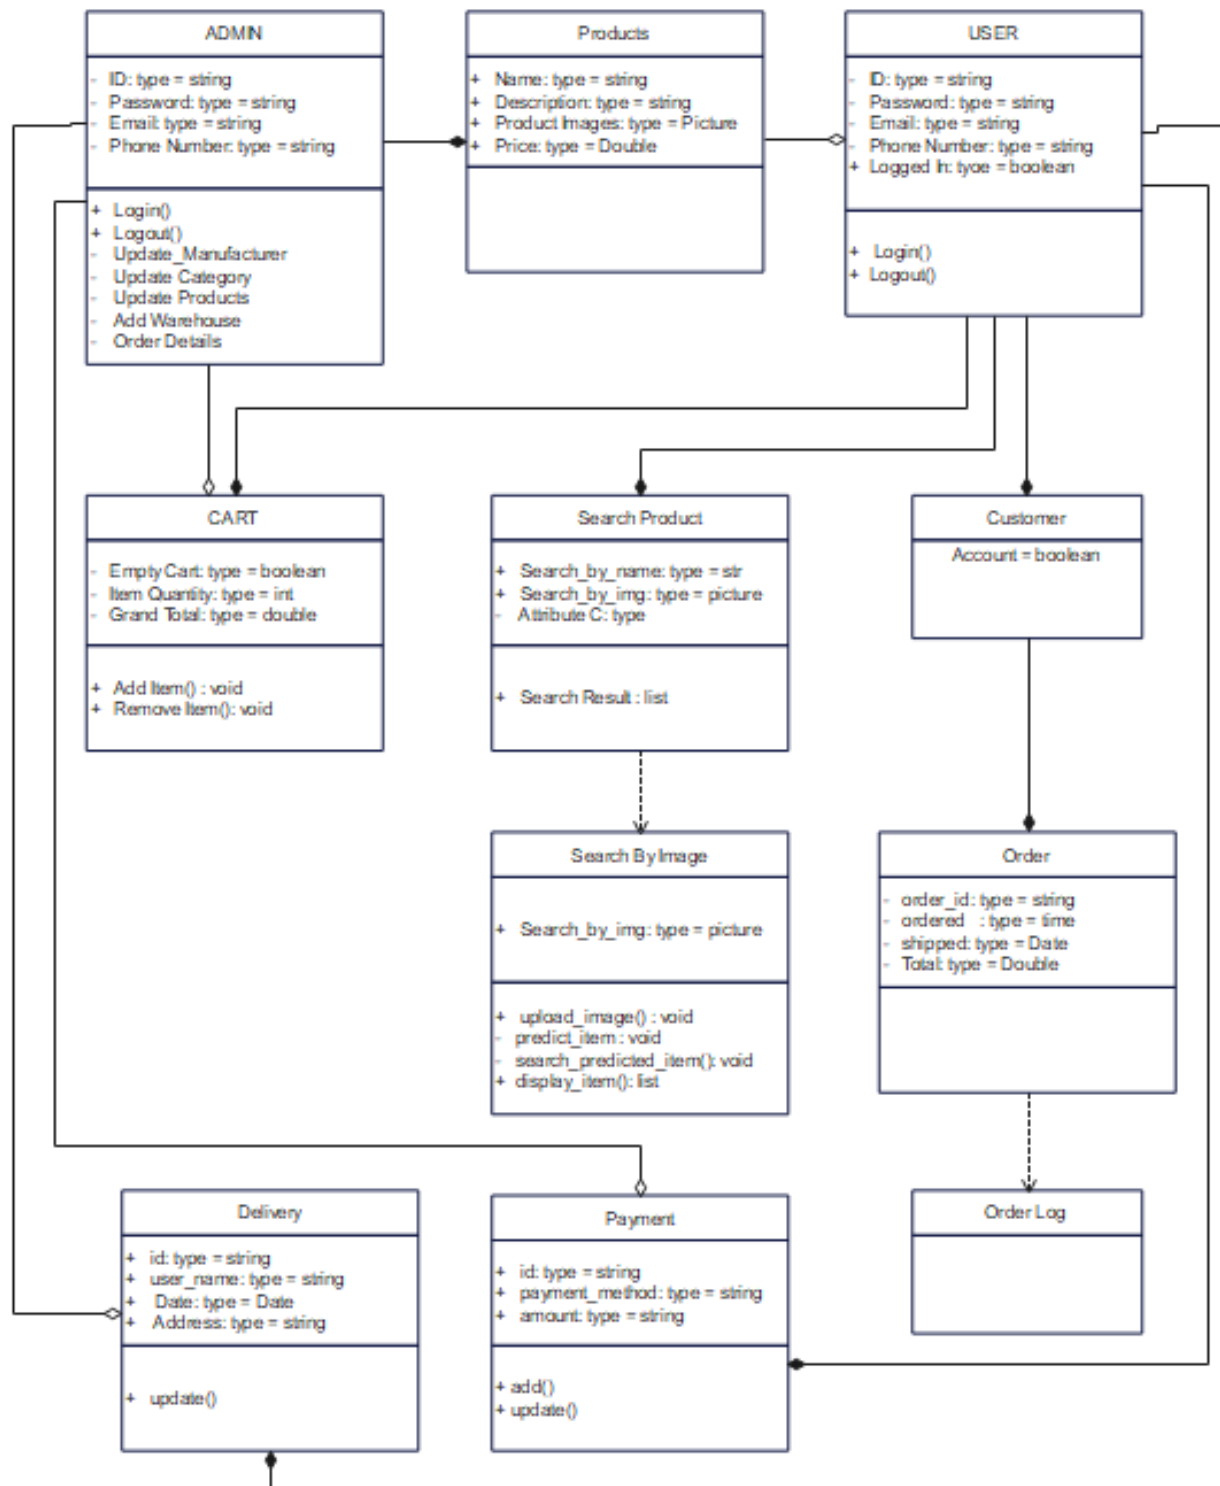 ADMIN
- ID: type = string
- Password: type = string
- Email: type = string
- Phone Number: type = string
+ Login()
+ Logout()
- Update_Manufacturer
- Update Category
- Update Products
- Add Warehouse
- Order Details
Products
+ Name: type = string
+ Description: type = string
+ Product Images: type = Picture
+ Price: type = Double
USER
- ID: type = string
- Password: type = string
- Email: type = string
- Phone Number: type = string
+ Logged In: tyoe = boolean
+ Login()
+ Logout()
CART
- Empty Cart: type = boolean
- Item Quantity: type = int
- Grand Total: type = double
+ Add Item() : void
+ Remove Item(): void
Search Product
+ Search_by_name: type = str
+ Search_by_img: type = picture
- Attribute C: type
+ Search Result : list
Customer
Account = boolean
Search By Image
+ Search_by_img: type = picture
+ upload_image() : void
- predict_item : void
- search_predicted_item(): void
+ display_item(): list
Order
- order_id: type = string
- ordered : type = time
- shipped: type = Date
- Total: type = Double
Delivery
+ id: type = string
+ user_name: type = string
+ Date: type = Date
+ Address: type = string
+ update()
Payment
+ id: type = string
+ payment_method: type = string
+ amount: type = string
+ add()
+ update()
Order Log